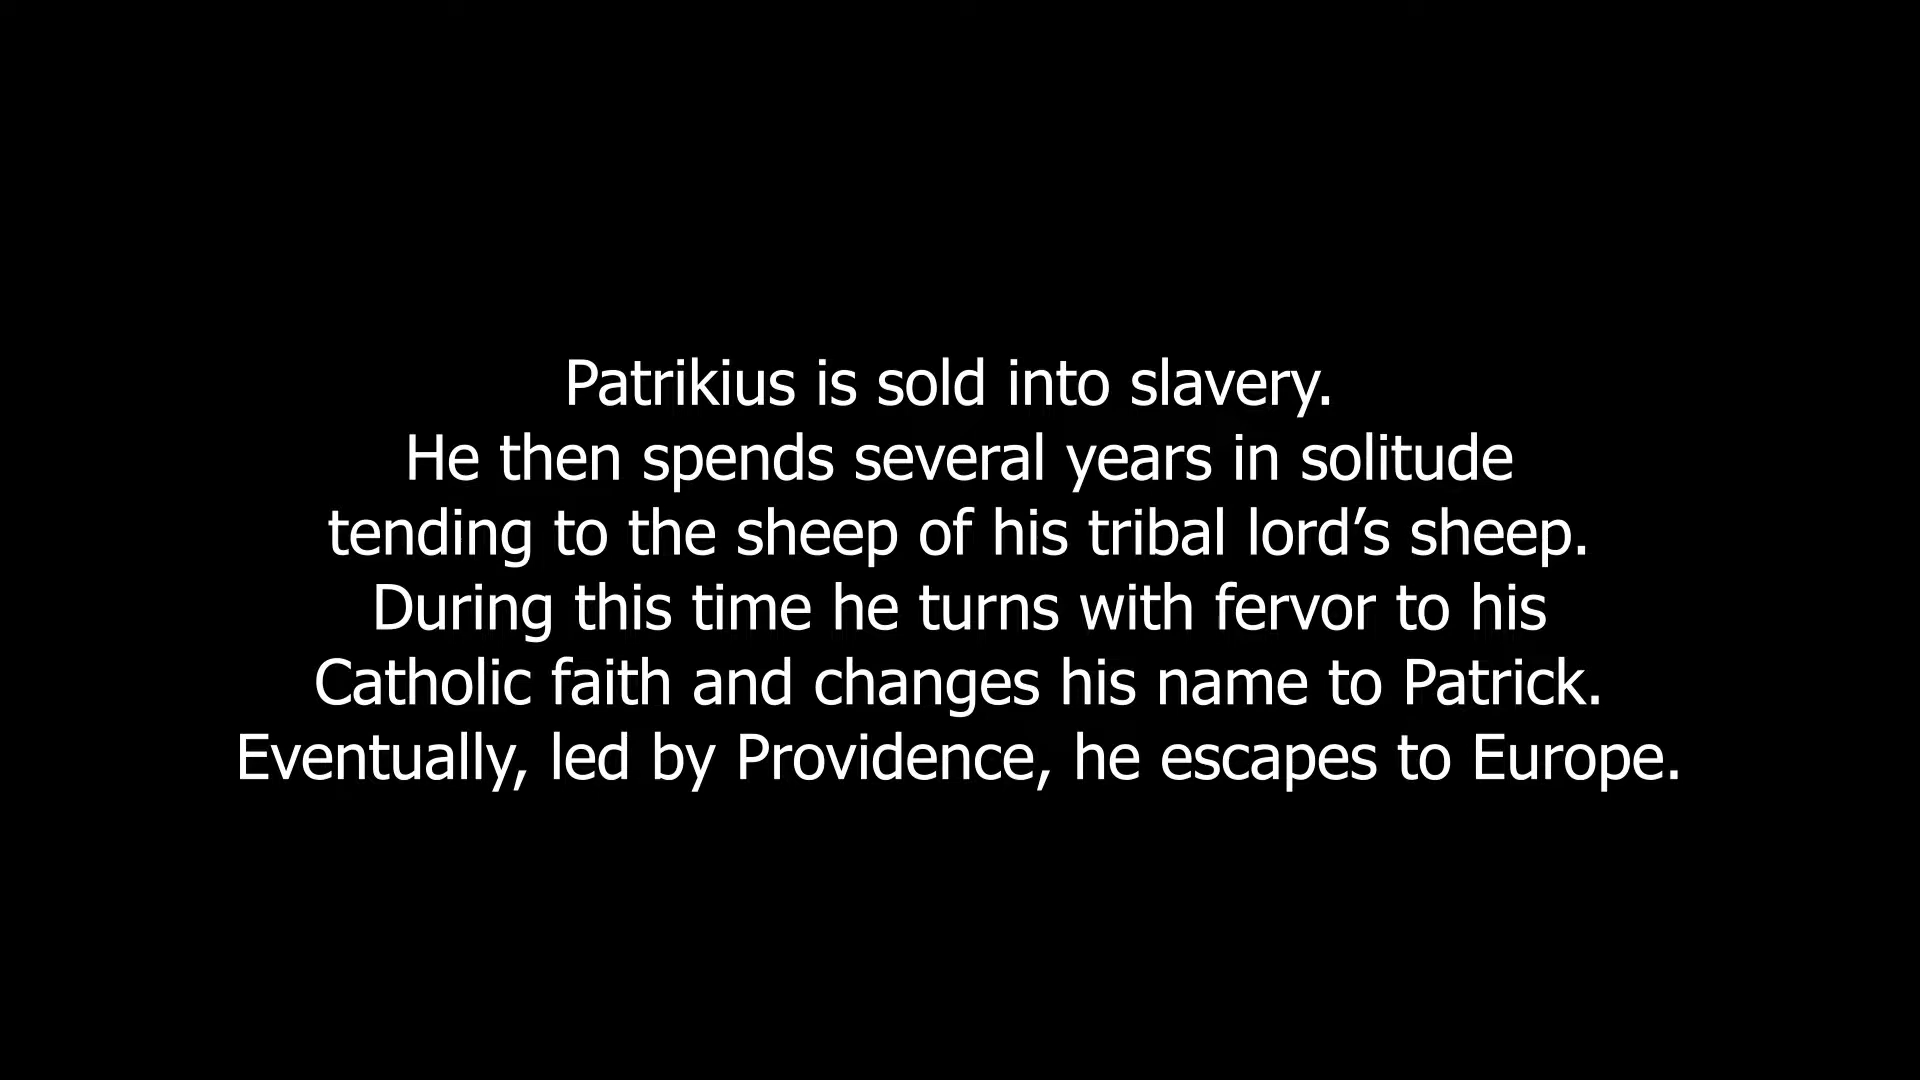 Patrikius is sold into slavery.
He then spends several years in solitude
tending to the sheep of his tribal lord’s sheep.
During this time he turns with fervor to his
Catholic faith and changes his name to Patrick.
Eventually, led by Providence, he escapes to Europe.